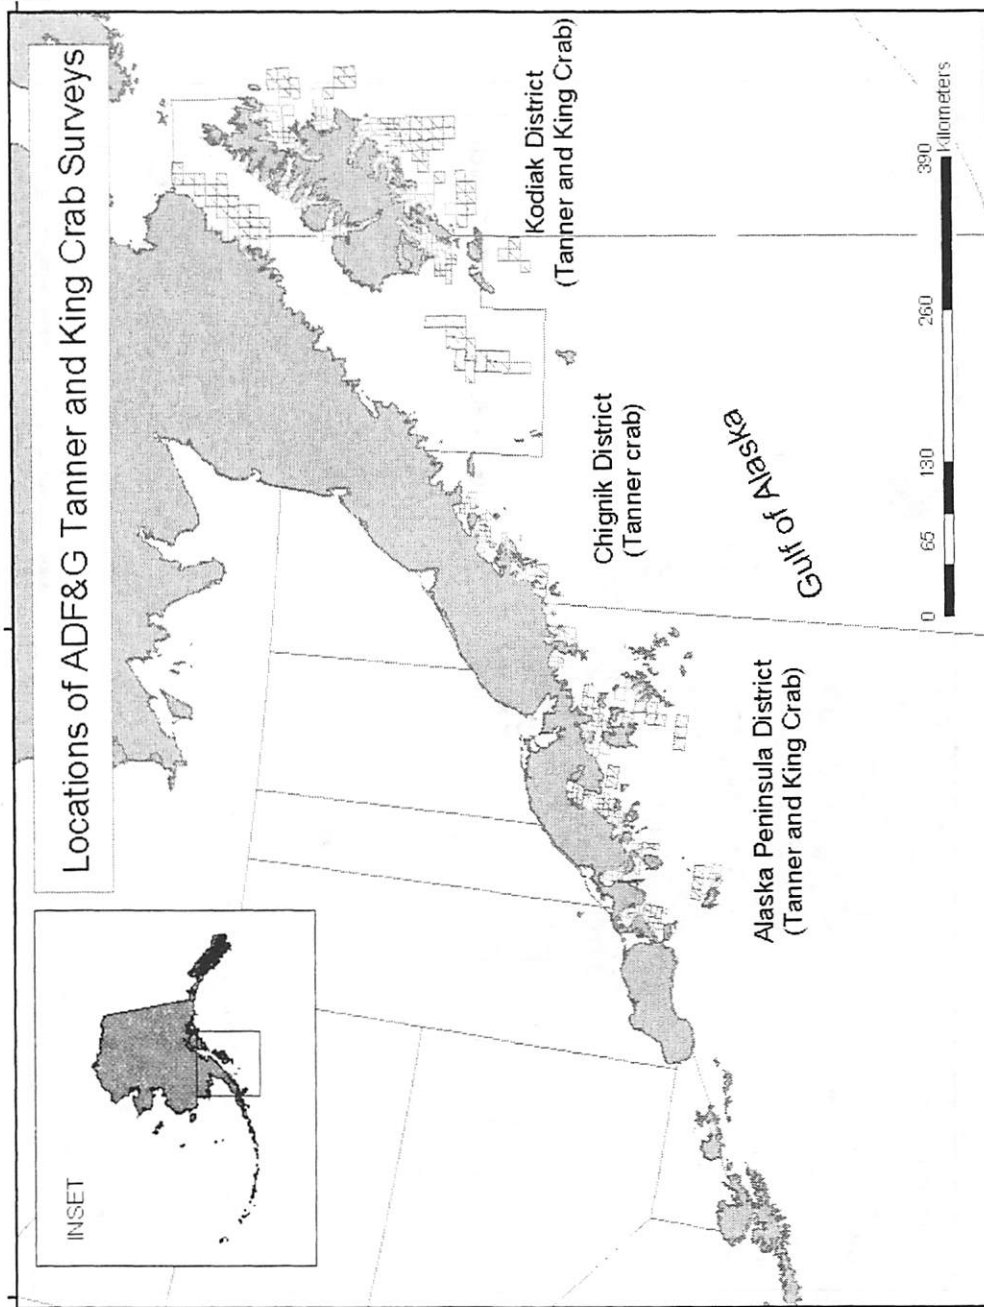 Locations of ADF&G Tanner and King Crab Surveys
INSET
Kodiak District
(Tanner and King Crab)
Chignik District
(Tanner crab)
Gulf of Alaska
Alaska Peninsula District
(Tanner and King Crab)
0 65 130 260 390
Kilometers